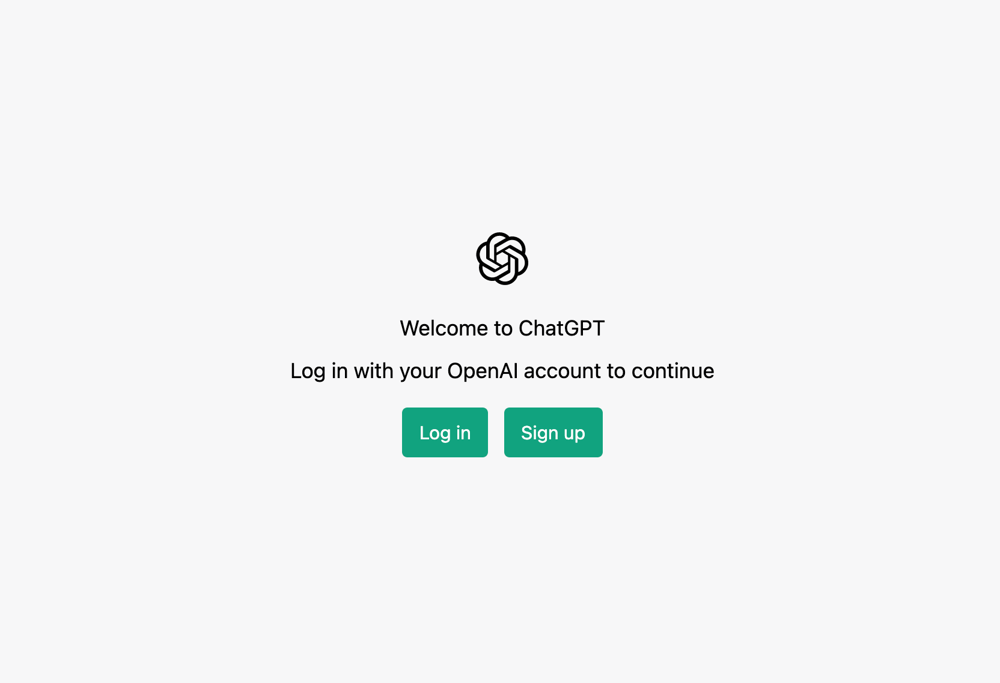 Welcome to ChatGPT
Log in with your OpenAI account to continue
Log in
Sign up